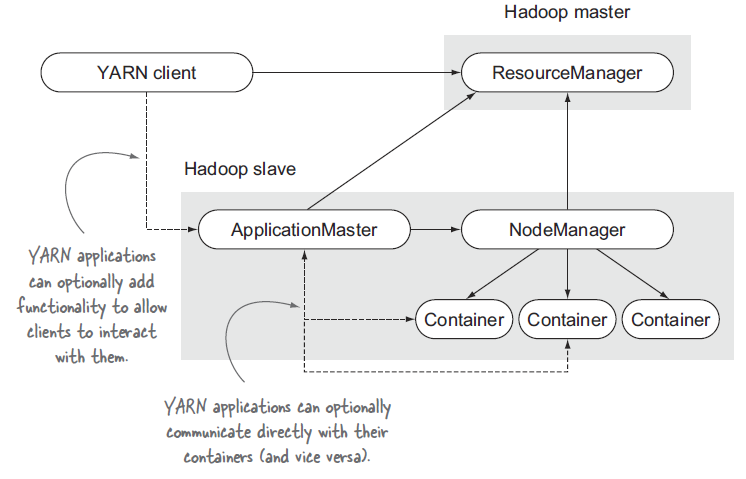 Hadoop master
YARN client
ResourceManager
Hadoop slave
ApplicationMaster
NodeManager
YARN applications
can optionally add
functionality to allow
clients to interact
with them.
Container
Container
Container
YARN applications can optionally
communicate directly with their
containers (and vice versa).